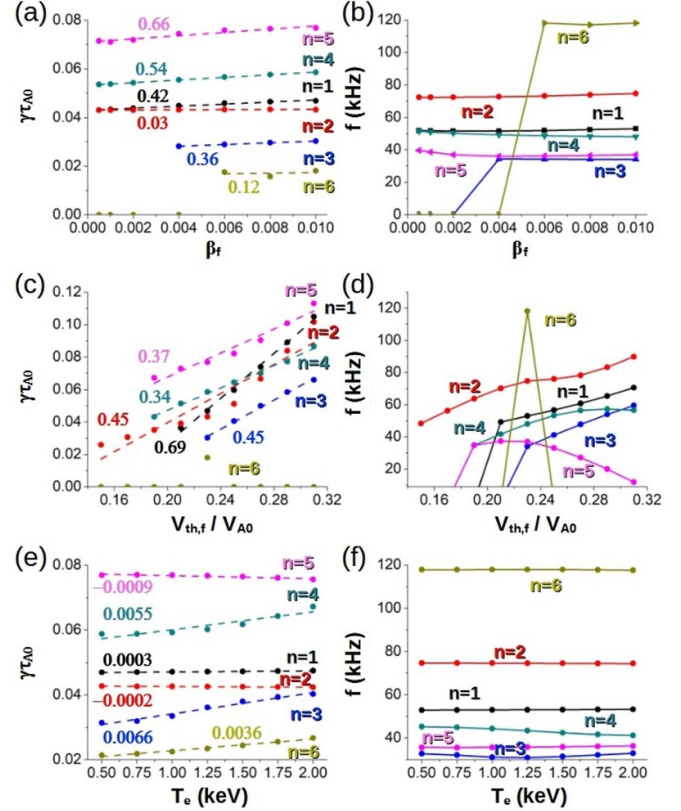 (a)
γτA0
0.08
0.06
0.04
0.02
0.00
0.66
n=5
0.54
n=4
0.42
n=1
0.03
n=2
0.36
n=3
0.12
n=6
0.000 0.002 0.004 0.006 0.008 0.010
βf
(b)
f (kHz)
120
100
80
60
40
20
0
n=6
n=2
n=1
n=4
n=5
n=3
0.000 0.002 0.004 0.006 0.008 0.010
βf
(c)
γτA0
0.12
0.10
0.08
0.06
0.04
0.02
0.00
n=5
n=1
n=2
0.37
n=4
0.34
n=3
0.45
0.69
0.45
n=6
0.16 0.20 0.24 0.28 0.32
Vth,f / VA0
(d)
f (kHz)
120
100
80
60
40
20
n=6
n=2
n=1
n=4
n=3
n=5
0.16 0.20 0.24 0.28 0.32
Vth,f / VA0
(e)
γτA0
0.08
0.06
0.04
0.02
n=5
−0.0009
n=4
0.0055
0.0003
n=1
n=2
−0.0002
n=3
0.0066
0.0036
n=6
0.50 0.75 1.00 1.25 1.50 1.75 2.00
Te (keV)
(f)
f (kHz)
120
100
80
60
40
n=6
n=2
n=1
n=4
n=5
n=3
0.50 0.75 1.00 1.25 1.50 1.75 2.00
Te (keV)